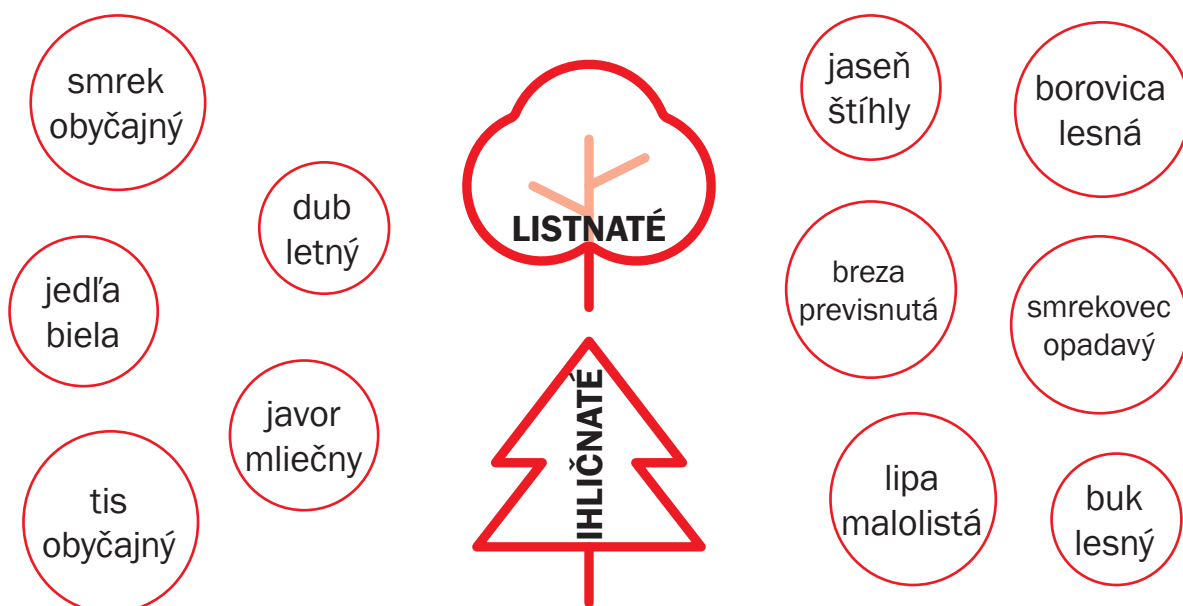 smrek
obyčajný
dub
letný
jedľa
biela
javor
mliečny
tis
obyčajný
LISTNATÉ
IHLIČNATÉ
jaseň
štíhly
borovica
lesná
breza
previsnutá
smrekovec
opadavý
lipa
malolistá
buk
lesný